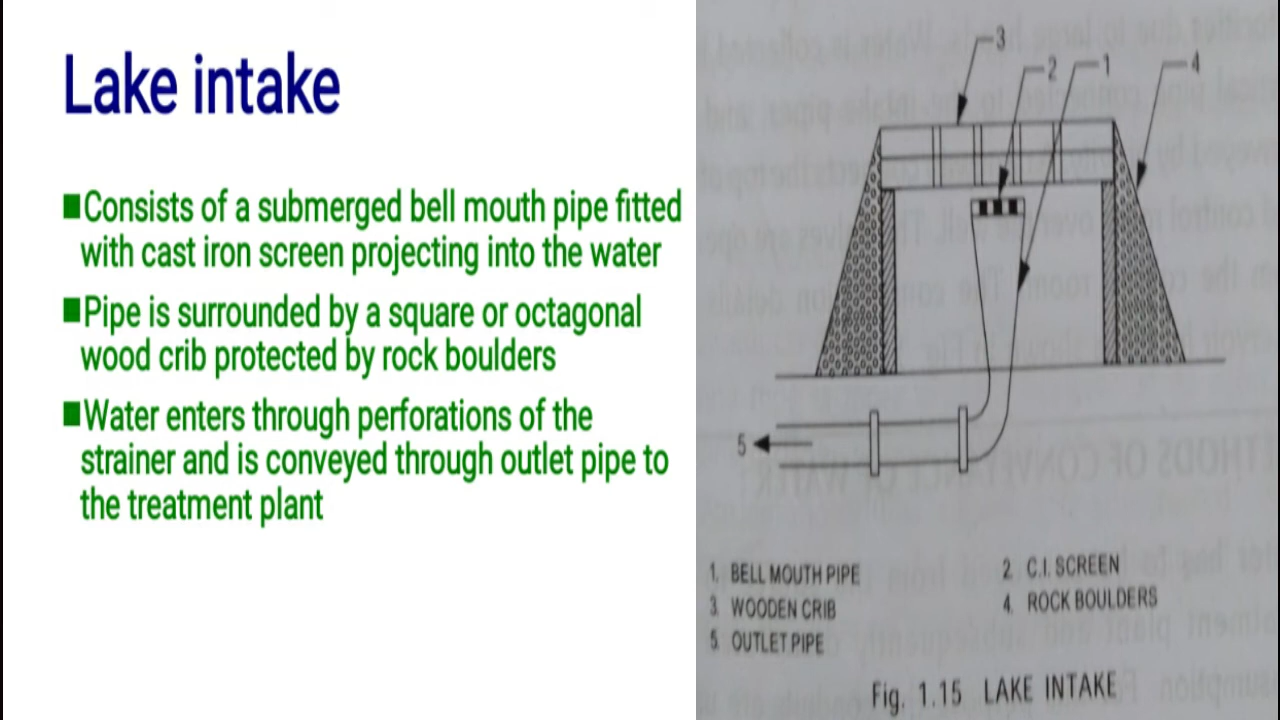 Lake intake
■Consists of a submerged bell mouth pipe fitted
with cast iron screen projecting into the water
■Pipe is surrounded by a square or octagonal
wood crib protected by rock boulders
■Water enters through perforations of the
strainer and is conveyed through outlet pipe to
the treatment plant
3
2
1
4
5
1. BELL MOUTH PIPE
2 C.I. SCREEN
3 WOODEN CRIB
4. ROCK BOULDERS
5. OUTLET PIPE
Fig. 1.15 LAKE INTAKE